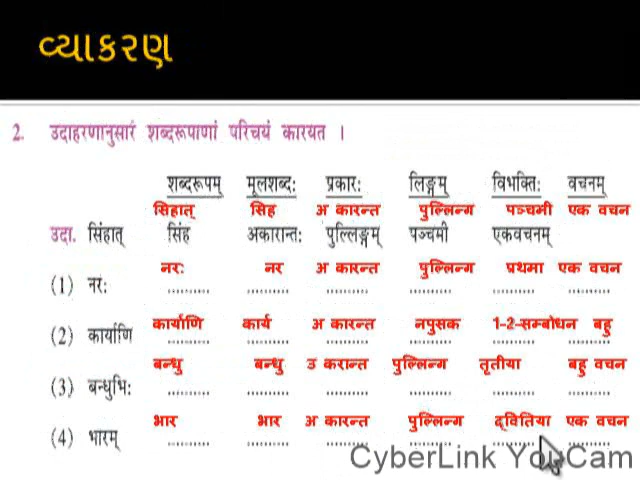 વ્યાકરણ
2. उदाहरणानुसारं शब्दरूपाणां परिचयं कारयत ।
शब्दरूपम् मूलशब्दः प्रकारः लिङ्गम् विभक्तिः वचनम्
सिहात् सिह अ कारन्त पुल्लिन्ग पञ्चमी एक वचन
उदा. सिंहात् सिंह अकारान्तः पुल्लिङ्गम् पञ्चमी एकवचनम्
नरः नर अ कारन्त पुल्लिन्ग प्रथमा एक वचन
(1) नरः ......... ......... ......... ......... ......... .........
कार्याणि कार्य अ कारन्त नपुसक 1-2-सम्बोधन बहु
(2) कार्याणि ......... ......... ......... ......... ......... .........
बन्धु बन्धु उ करान्त पुल्लिन्ग तृतीया बहु वचन
(3) बन्धुभिः ......... ......... ......... ......... ......... .........
भार भार अ कारन्त पुल्लिन्ग द्वितिया एक वचन
(4) भारम् ......... ......... ......... ......... ......... .........
CyberLink YouCam